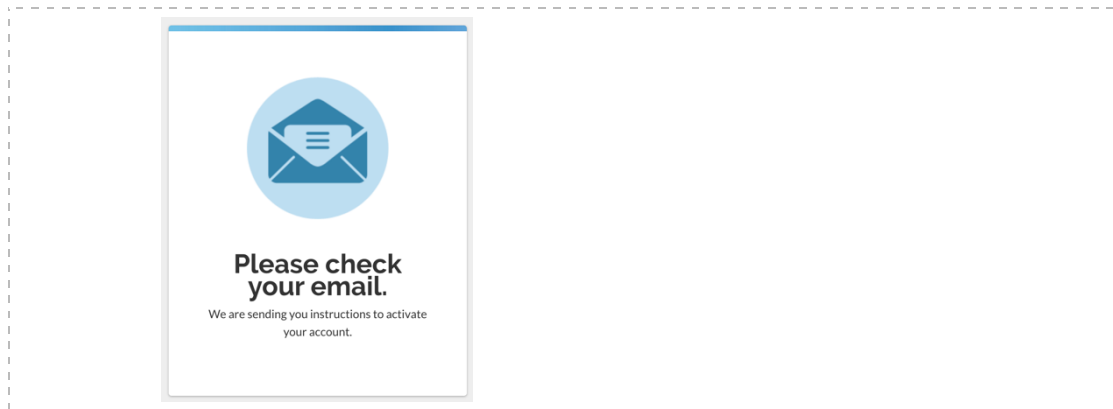 Please check
your email.
We are sending you instructions to activate
your account.